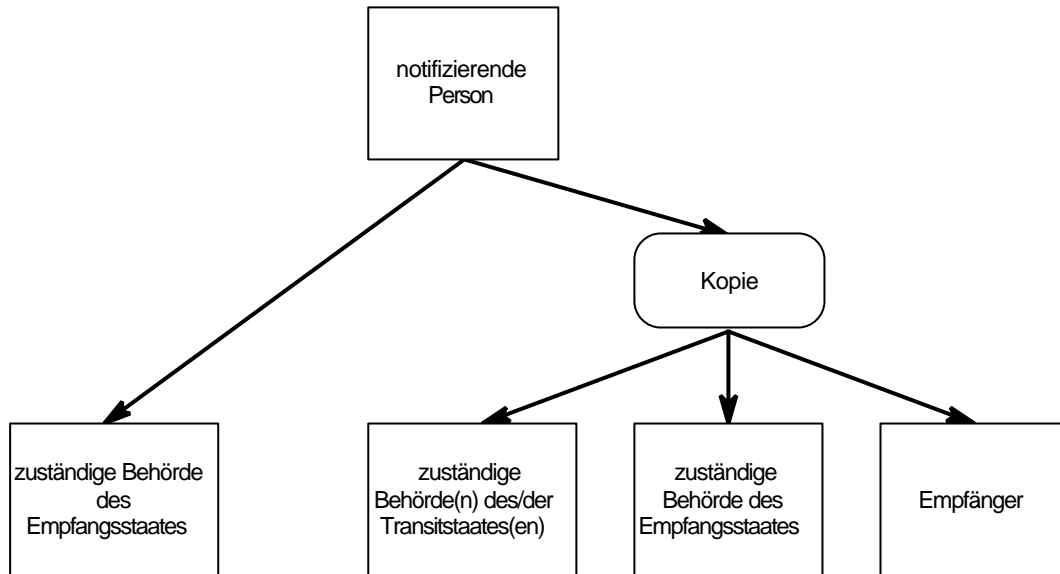 notifizierende
Person
Kopie
zuständige Behörde
des
Empfangsstaates
zuständige
Behörde(n) des/der
Transitstaates(en)
zuständige
Behörde des
Empfangsstaates
Empfänger